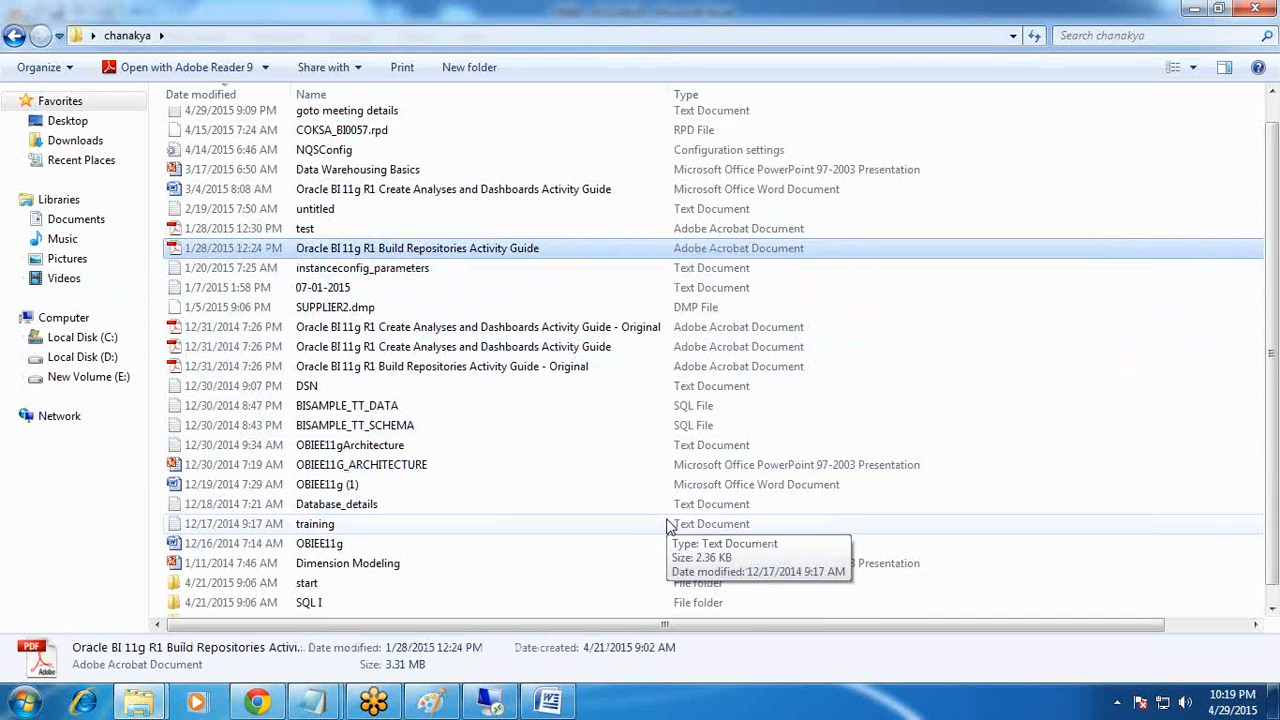 chanakya
Search chanakya
Organize Open with Adobe Reader 9 Share with Print New folder
Favorites
Desktop
Downloads
Recent Places
Libraries
Documents
Music
Pictures
Videos
Computer
Local Disk (C:)
Local Disk (D:)
New Volume (E:)
Network
Date modified Name Type
4/29/2015 9:09 PM goto meeting details Text Document
4/15/2015 7:24 AM COKSA_BI0057.rpd RPD File
4/14/2015 6:46 AM NQSConfig Configuration settings
3/17/2015 6:50 AM Data Warehousing Basics Microsoft Office PowerPoint 97-2003 Presentation
3/4/2015 8:08 AM Oracle BI 11g R1 Create Analyses and Dashboards Activity Guide Microsoft Office Word Document
2/19/2015 7:50 AM untitled Text Document
1/28/2015 12:30 PM test Adobe Acrobat Document
1/28/2015 12:24 PM Oracle BI 11g R1 Build Repositories Activity Guide Adobe Acrobat Document
1/20/2015 7:25 AM instanceconfig_parameters Text Document
1/7/2015 1:58 PM 07-01-2015 Text Document
1/5/2015 9:06 PM SUPPLIER2.dmp DMP File
12/31/2014 7:26 PM Oracle BI 11g R1 Create Analyses and Dashboards Activity Guide - Original Adobe Acrobat Document
12/31/2014 7:26 PM Oracle BI 11g R1 Create Analyses and Dashboards Activity Guide Adobe Acrobat Document
12/31/2014 7:26 PM Oracle BI 11g R1 Build Repositories Activity Guide - Original Adobe Acrobat Document
12/30/2014 9:07 PM DSN Text Document
12/30/2014 8:47 PM BISAMPLE_TT_DATA SQL File
12/30/2014 8:43 PM BISAMPLE_TT_SCHEMA SQL File
12/30/2014 9:34 AM OBIEE11gArchitecture Text Document
12/30/2014 7:19 AM OBIEE11G_ARCHITECTURE Microsoft Office PowerPoint 97-2003 Presentation
12/19/2014 7:29 AM OBIEE11g (1) Microsoft Office Word Document
12/18/2014 7:21 AM Database_details Text Document
12/17/2014 9:17 AM training Text Document
12/16/2014 7:14 AM OBIEE11g
1/11/2014 7:46 AM Dimension Modeling Presentation
4/21/2015 9:06 PM start File folder
4/21/2015 9:06 AM SQL I File folder
Type: Text Document
Size: 2.36 KB
Date modified: 12/17/2014 9:17 AM
Oracle BI 11g R1 Build Repositories Activi... Date modified: 1/28/2015 12:24 PM Date created: 4/21/2015 9:02 AM
Adobe Acrobat Document Size: 3.31 MB
10:19 PM
4/29/2015